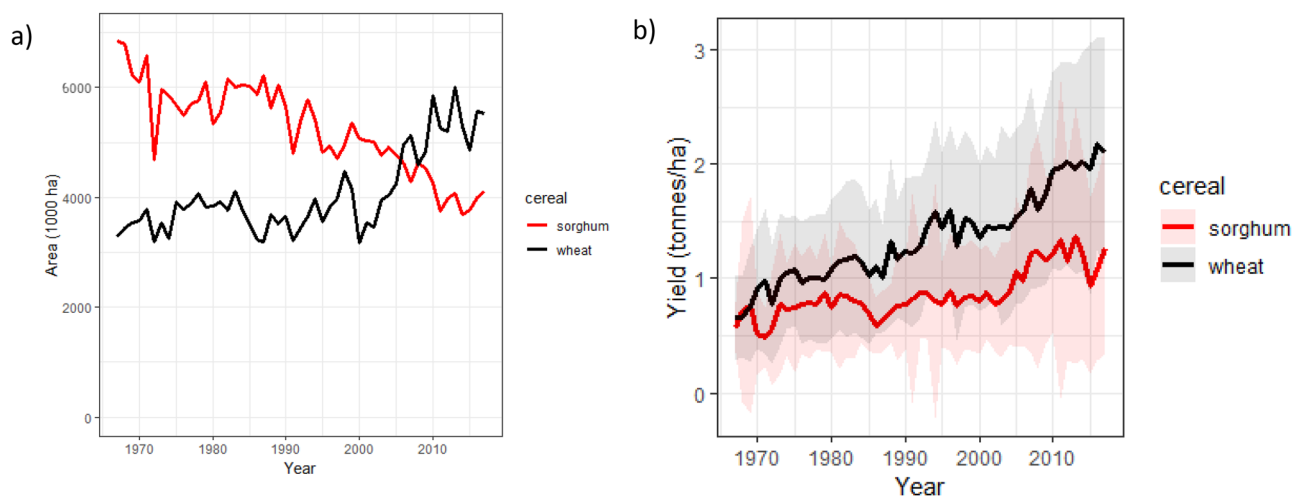 a)
Area (1000 ha)
6000
4000
2000
0
1970
1980
1990
2000
2010
Year
cereal
sorghum
wheat
b)
Yield (tonnes/ha)
3
2
1
0
1970
1980
1990
2000
2010
Year
cereal
sorghum
wheat